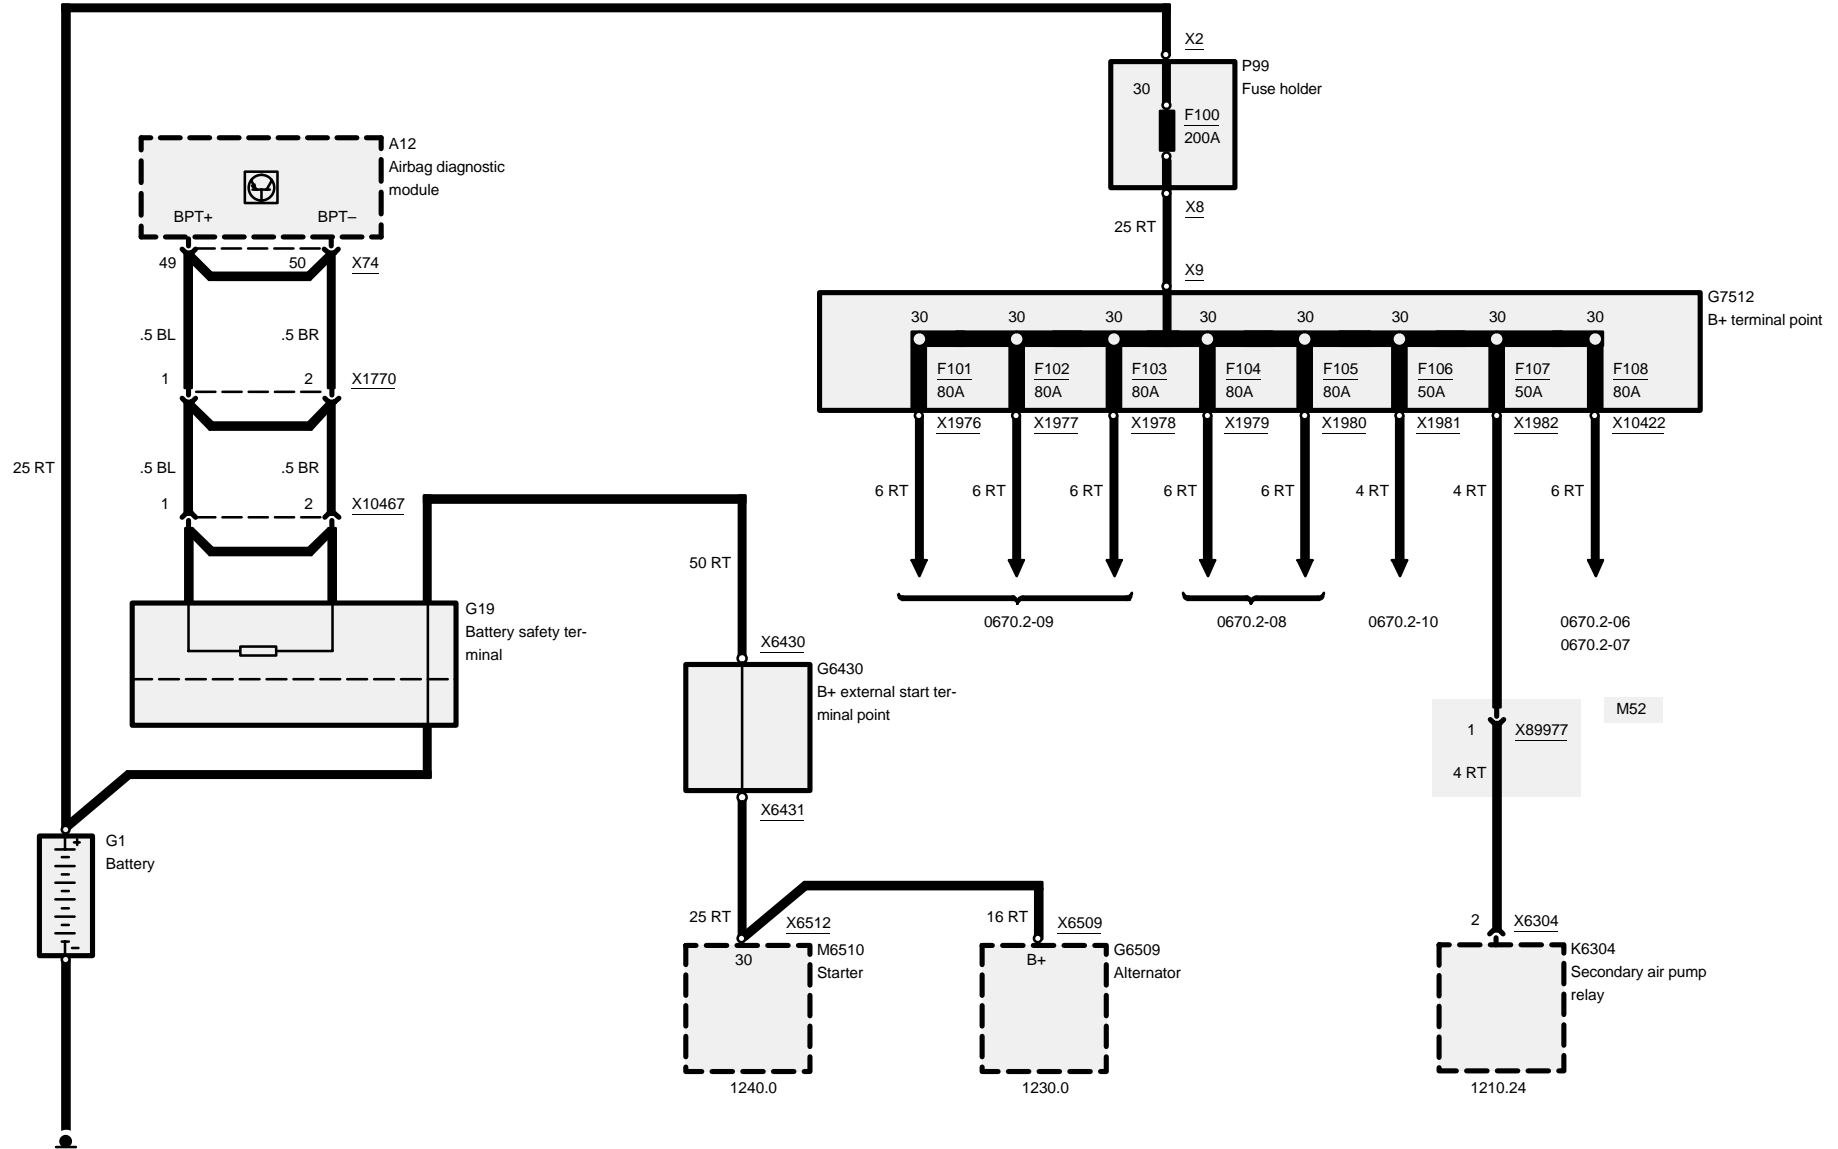 X2
P99
Fuse holder
30
F100
200A
A12
Airbag diagnostic
module
BPT+ BPT–
X8
25 RT
49 50 X74
X9
G7512
B+ terminal point
30 30 30 30 30 30 30 30
.5 BL .5 BR
F101 F102 F103 F104 F105 F106 F107 F108
80A 80A 80A 80A 80A 50A 50A 80A
1 2 X1770
X1976 X1977 X1978 X1979 X1980 X1981 X1982 X10422
25 RT
.5 BL .5 BR
6 RT 6 RT 6 RT 6 RT 6 RT 4 RT 4 RT 6 RT
1 2 X10467
50 RT
G19
Battery safety ter-
minal
0670.2-09 0670.2-08 0670.2-10 0670.2-06
0670.2-07
X6430
G6430
B+ external start ter-
minal point
M52
1 X89977
4 RT
X6431
G1
Battery
+
-
25 RT X6512 16 RT X6509
2 X6304
30
M6510
Starter
B+
G6509
Alternator
K6304
Secondary air pump
relay
1240.0 1230.0 1210.24